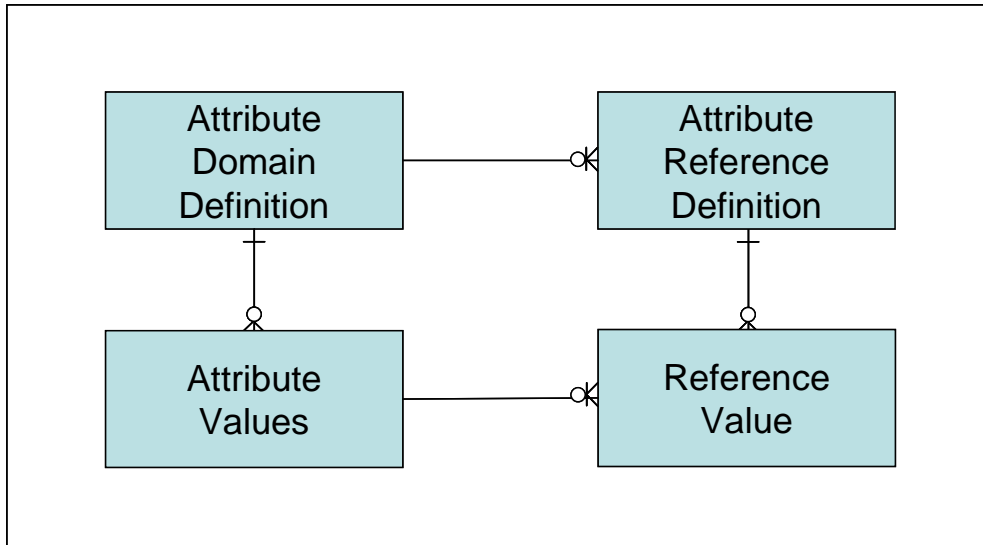 Attribute
Domain
Definition
Attribute
Reference
Definition
Attribute
Values
Reference
Value